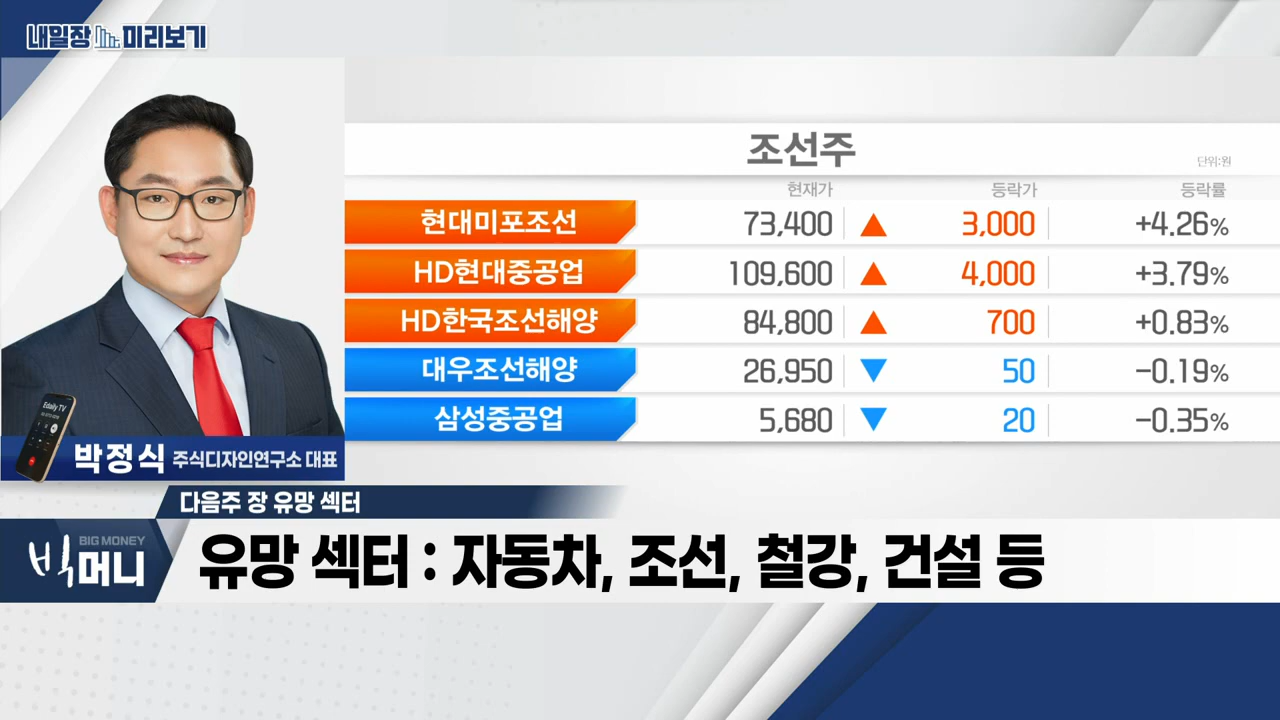 내일장 미리보기
조선주
단위:원
현재가 등락가 등락률
현대미포조선 73,400 ▲ 3,000 +4.26%
HD현대중공업 109,600 ▲ 4,000 +3.79%
HD한국조선해양 84,800 ▲ 700 +0.83%
대우조선해양 26,950 ▼ 50 -0.19%
삼성중공업 5,680 ▼ 20 -0.35%
Edaily TV
박정식 주식디자인연구소 대표
다음주 장 유망 섹터
BIG MONEY
빅머니
유망 섹터 : 자동차, 조선, 철강, 건설 등